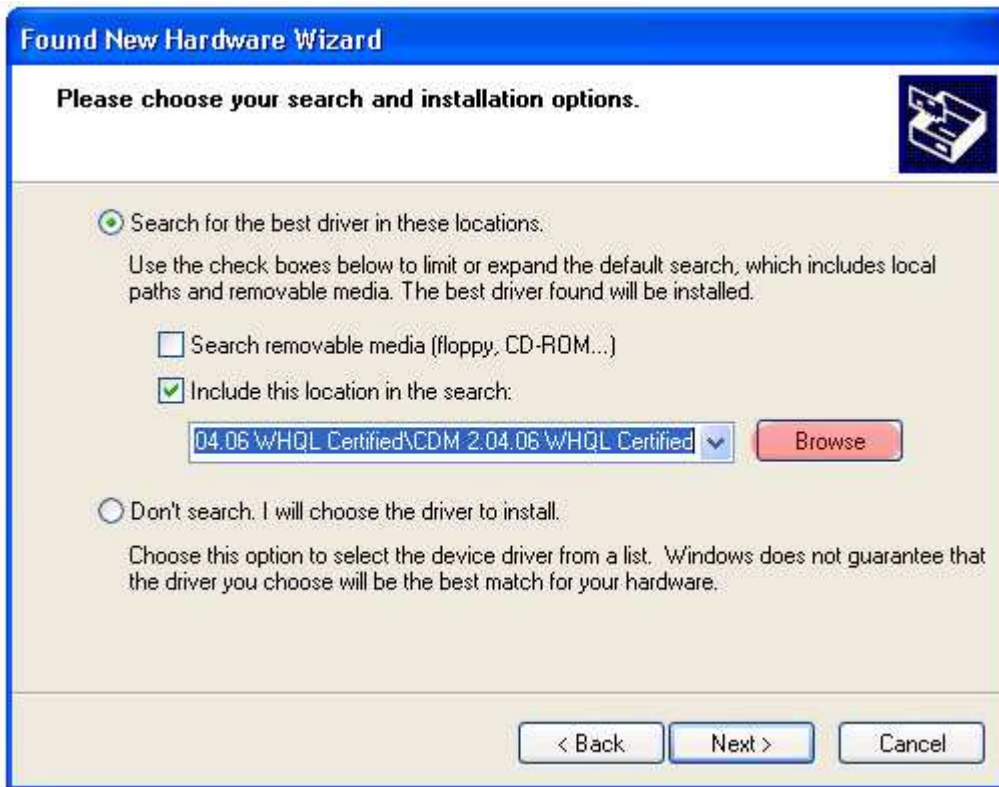 Found New Hardware Wizard
Please choose your search and installation options.
Search for the best driver in these locations.
Use the check boxes below to limit or expand the default search, which includes local
paths and removable media. The best driver found will be installed.
Search removable media (floppy, CD-ROM...)
Include this location in the search:
04.06 WHQL Certified\CDM 2.04.06 WHQL Certified
Browse
Don't search. I will choose the driver to install.
Choose this option to select the device driver from a list. Windows does not guarantee that
the driver you choose will be the best match for your hardware.
< Back
Next >
Cancel